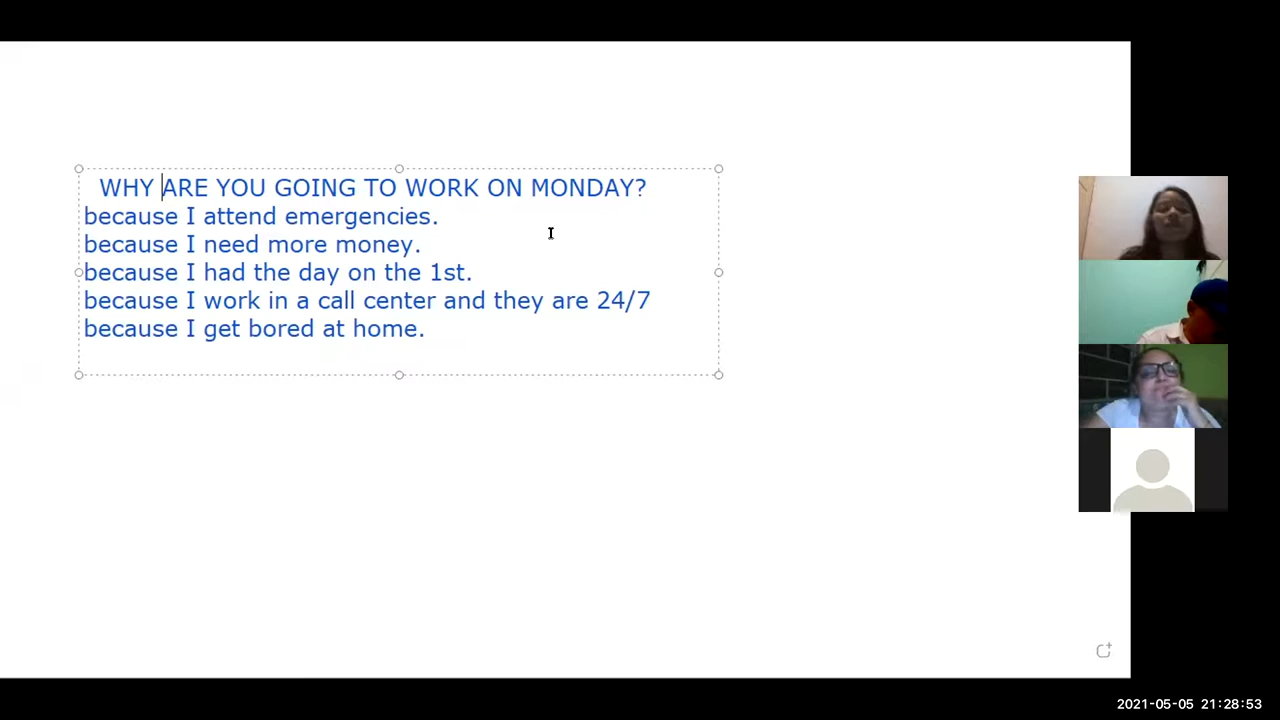 WHY ARE YOU GOING TO WORK ON MONDAY?
because I attend emergencies.
because I need more money.
because I had the day on the 1st.
because I work in a call center and they are 24/7
because I get bored at home.
2021-05-05 21:28:53